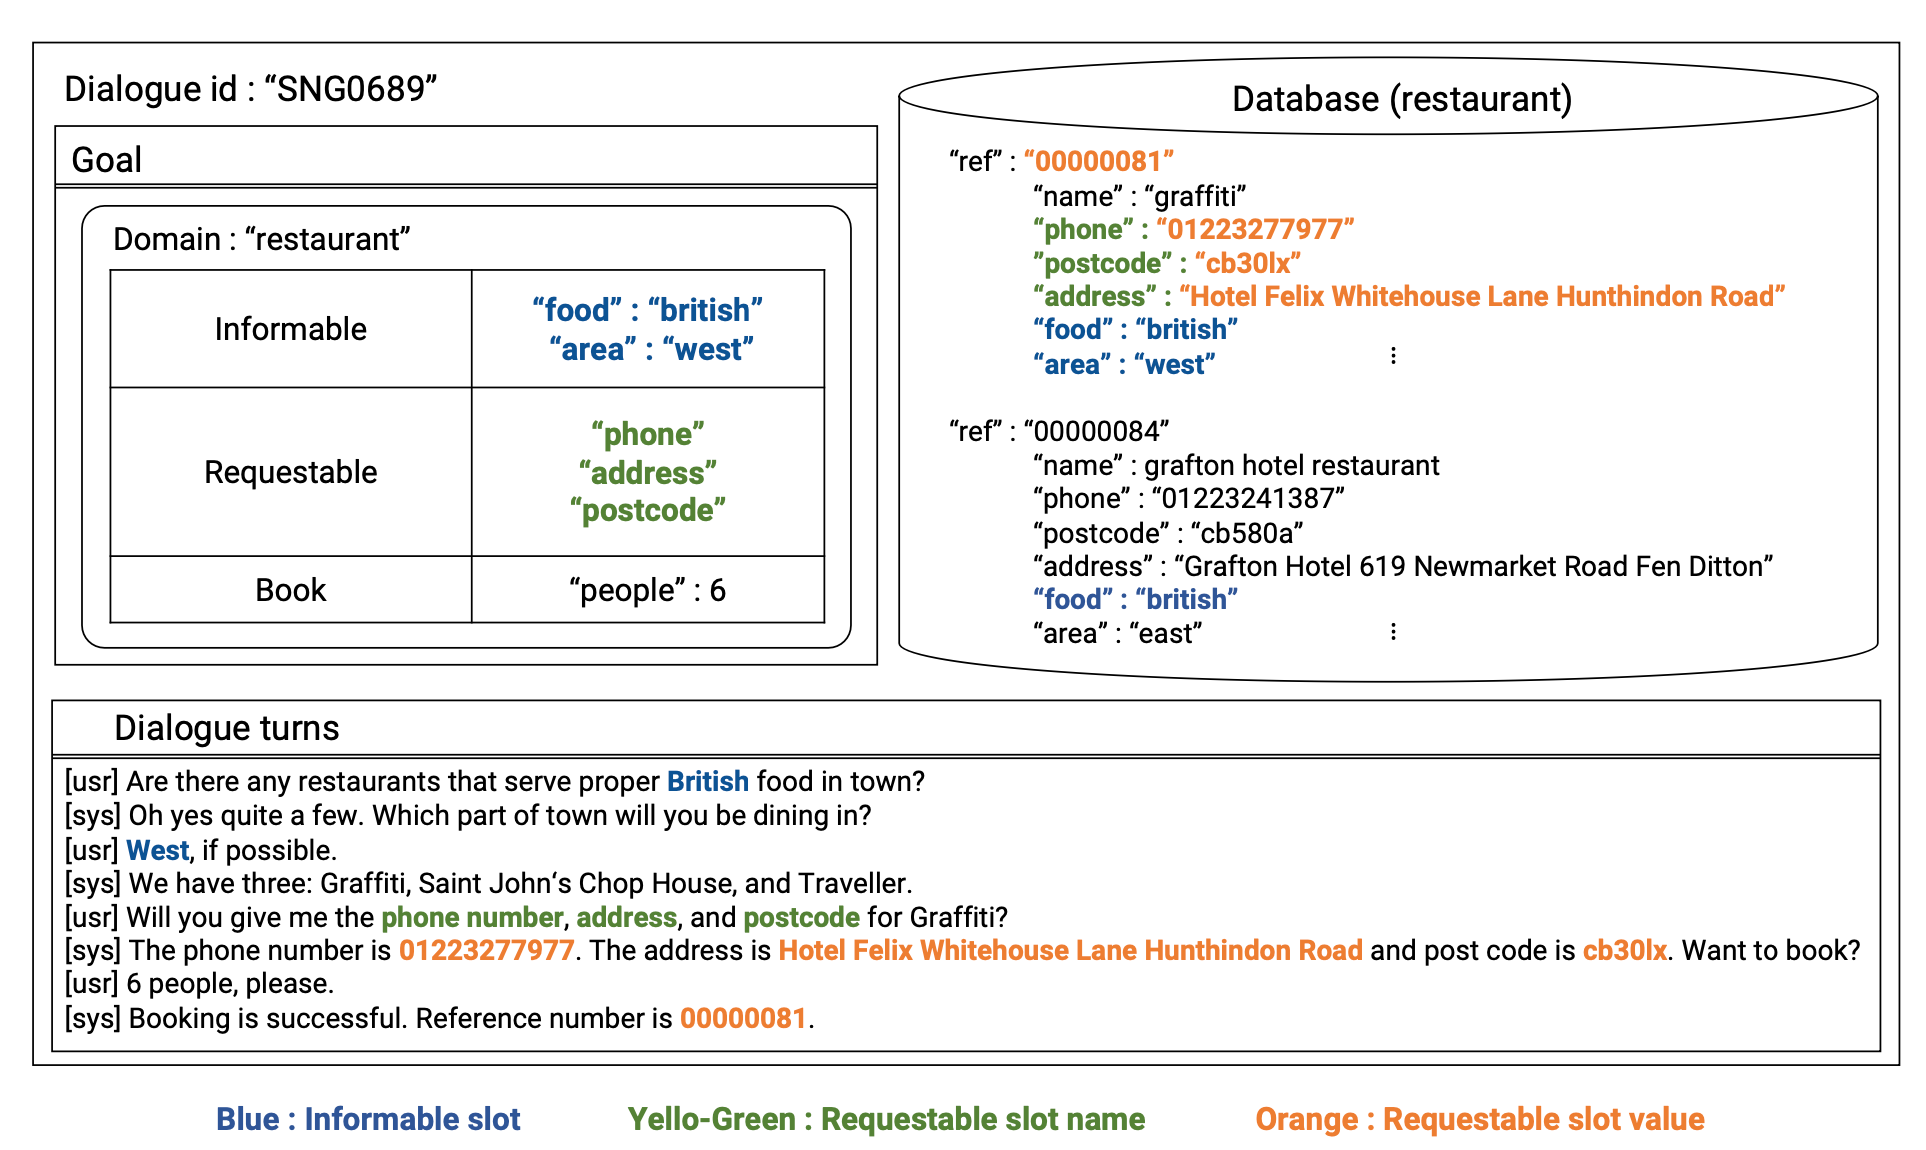 Dialogue id : “SNG0689”
Goal
Domain : “restaurant”
Informable
“food” : “british”
“area” : “west”
Requestable
“phone”
“address”
“postcode”
Book
“people” : 6
Database (restaurant)
“ref” : “00000081”
“name” : “graffiti”
“phone” : “01223277977”
”postcode” : “cb30lx”
“address” : “Hotel Felix Whitehouse Lane Hunthindon Road”
“food” : “british”
“area” : “west”
⋮
“ref” : “00000084”
“name” : grafton hotel restaurant
“phone” : “01223241387”
“postcode” : “cb580a”
“address” : “Grafton Hotel 619 Newmarket Road Fen Ditton”
“food” : “british”
“area” : “east”
⋮
Dialogue turns
[usr] Are there any restaurants that serve proper British food in town?
[sys] Oh yes quite a few. Which part of town will you be dining in?
[usr] West, if possible.
[sys] We have three: Graffiti, Saint John‘s Chop House, and Traveller.
[usr] Will you give me the phone number, address, and postcode for Graffiti?
[sys] The phone number is 01223277977. The address is Hotel Felix Whitehouse Lane Hunthindon Road and post code is cb30lx. Want to book?
[usr] 6 people, please.
[sys] Booking is successful. Reference number is 00000081.
Blue : Informable slot
Yello-Green : Requestable slot name
Orange : Requestable slot value